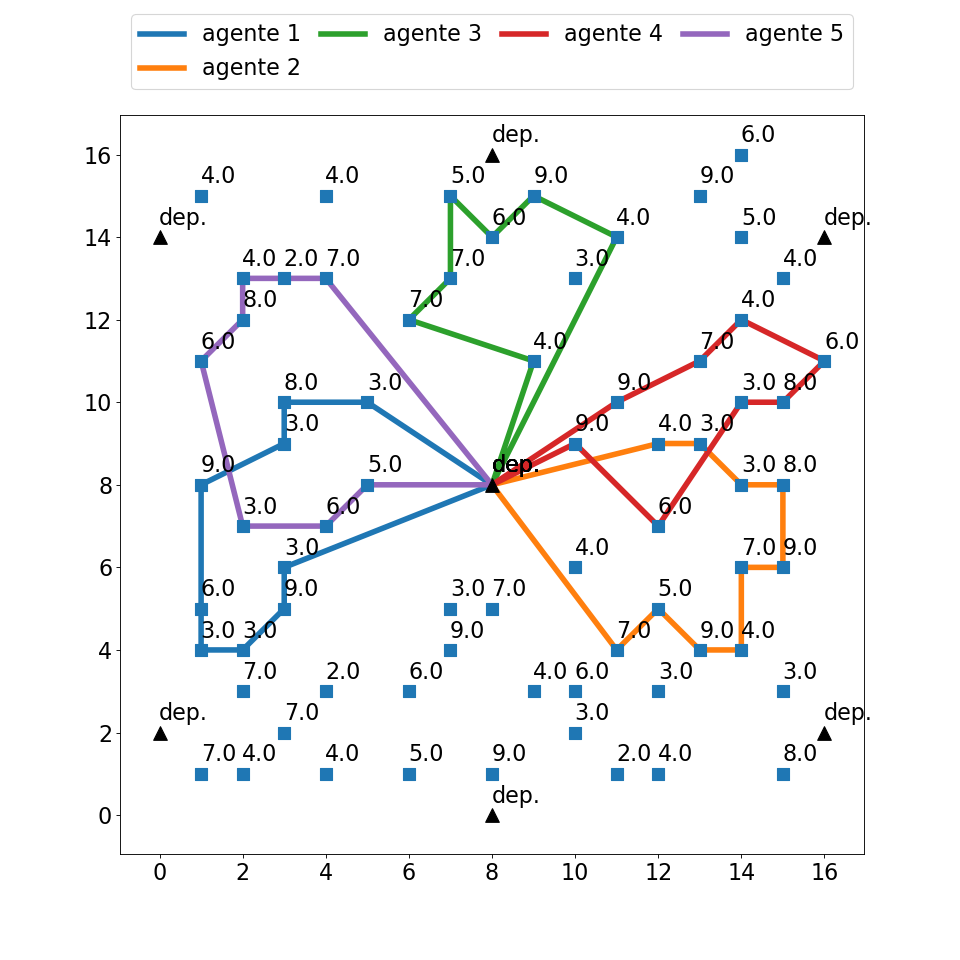 agente 1 agente 3 agente 4 agente 5
agente 2
dep. 6.0
16
4.0 4.0 5.0 9.0 9.0
dep. 6.0 4.0 5.0 dep.
14
4.0 2.0 7.0 7.0 3.0 4.0
8.0 7.0 4.0
12
6.0 4.0 7.0 6.0
8.0 3.0 9.0 3.0 8.0
10
3.0 9.0 4.0 3.0
9.0 5.0 dep. 3.0 8.0
8
3.0 6.0 6.0
3.0 4.0 7.0 9.0
6
6.0 9.0 3.0 7.0 5.0
3.0 3.0 9.0 7.0 9.0 4.0
4
7.0 2.0 6.0 4.0 6.0 3.0 3.0
dep. 7.0 3.0 dep.
2
7.0 4.0 4.0 5.0 9.0 2.0 4.0 8.0
dep.
0
0 2 4 6 8 10 12 14 16